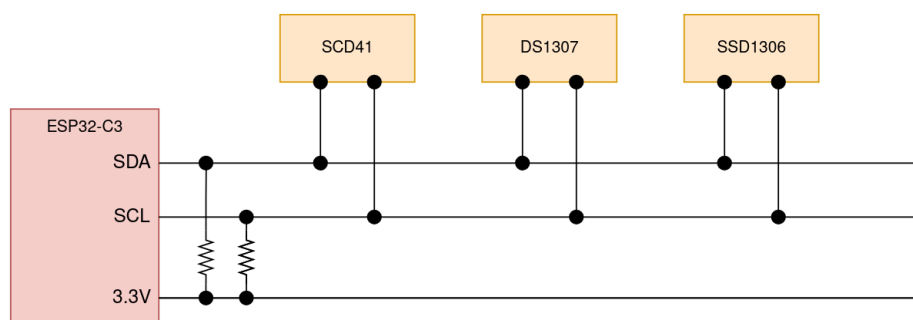 SCD41
DS1307
SSD1306
ESP32-C3
SDA
SCL
3.3V